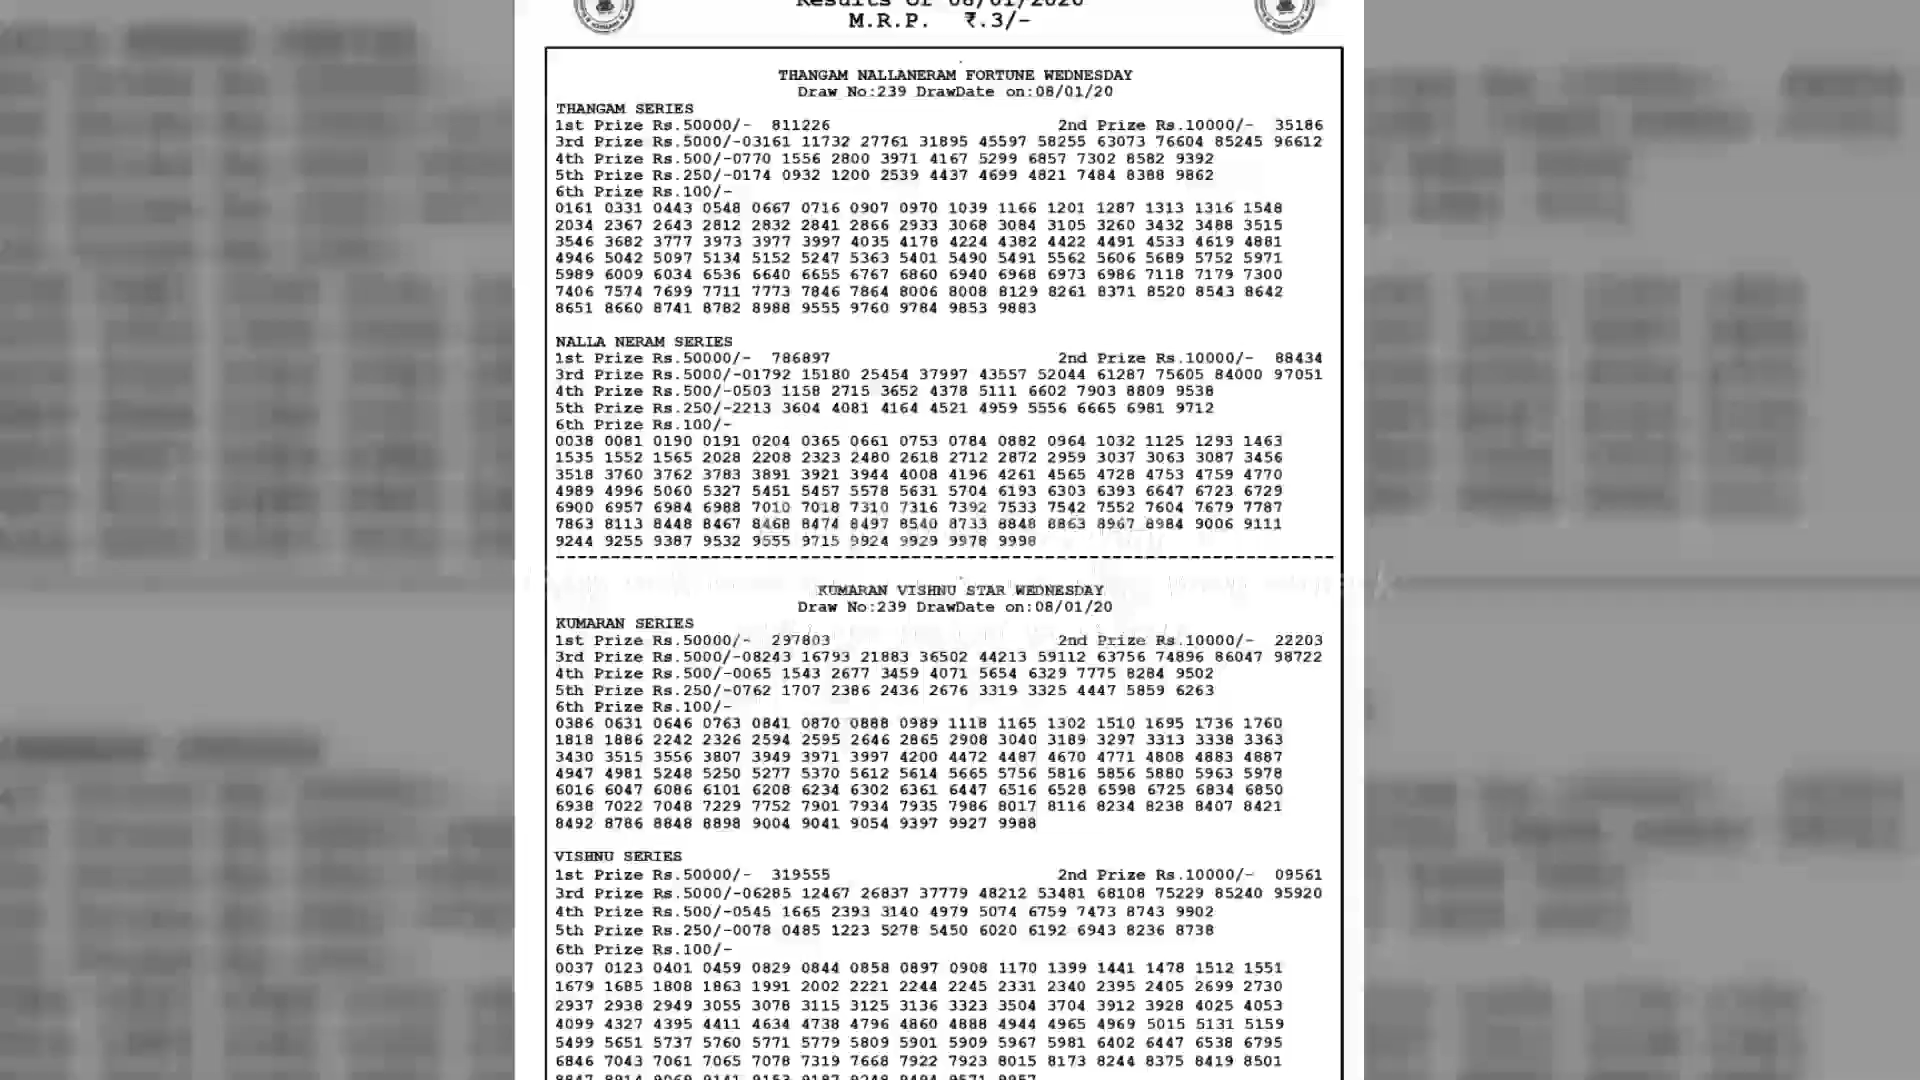 Results of 08/01/2020
M.R.P. ₹.3/-
THANGAM NALLANERAM FORTUNE WEDNESDAY
Draw No:239 DrawDate on:08/01/20
THANGAM SERIES
1st Prize Rs.50000/- 811226 2nd Prize Rs.10000/- 35186
3rd Prize Rs.5000/-03161 11732 27761 31895 45597 58255 63073 76604 85245 96612
4th Prize Rs.500/-0770 1556 2800 3971 4167 5299 6857 7302 8582 9392
5th Prize Rs.250/-0174 0932 1200 2539 4437 4699 4821 7484 8388 9862
6th Prize Rs.100/-
0161 0331 0443 0548 0667 0716 0907 0970 1039 1166 1201 1287 1313 1316 1548
2034 2367 2643 2812 2832 2841 2866 2933 3068 3084 3105 3260 3432 3488 3515
3546 3682 3777 3973 3977 3997 4035 4178 4224 4382 4422 4491 4533 4619 4881
4946 5042 5097 5134 5152 5247 5363 5401 5490 5491 5562 5606 5689 5752 5971
5989 6009 6034 6536 6640 6655 6767 6860 6940 6968 6973 6986 7118 7179 7300
7406 7574 7699 7711 7773 7846 7864 8006 8008 8129 8261 8371 8520 8543 8642
8651 8660 8741 8782 8988 9555 9760 9784 9853 9883
NALLA NERAM SERIES
1st Prize Rs.50000/- 786897 2nd Prize Rs.10000/- 88434
3rd Prize Rs.5000/-01792 15180 25454 37997 43557 52044 61287 75605 84000 97051
4th Prize Rs.500/-0503 1158 2715 3652 4378 5111 6602 7903 8809 9538
5th Prize Rs.250/-2213 3604 4081 4164 4521 4959 5556 6665 6981 9712
6th Prize Rs.100/-
0038 0081 0190 0191 0204 0365 0661 0753 0784 0882 0964 1032 1125 1293 1463
1535 1552 1565 2028 2208 2323 2480 2618 2712 2872 2959 3037 3063 3087 3456
3518 3760 3762 3783 3891 3921 3944 4008 4196 4261 4565 4728 4753 4759 4770
4989 4996 5060 5327 5451 5457 5578 5631 5704 6193 6303 6393 6647 6723 6729
6900 6957 6984 6988 7010 7018 7310 7316 7392 7533 7542 7552 7604 7679 7787
7863 8113 8448 8467 8468 8474 8497 8540 8733 8848 8863 8967 8984 9006 9111
9244 9255 9387 9532 9555 9715 9924 9929 9978 9998
KUMARAN VISHNU STAR WEDNESDAY
Draw No:239 DrawDate on:08/01/20
KUMARAN SERIES
1st Prize Rs.50000/- 297803 2nd Prize Rs.10000/- 22203
3rd Prize Rs.5000/-08243 16793 21883 36502 44213 59112 63756 74896 86047 98722
4th Prize Rs.500/-0065 1543 2677 3459 4071 5654 6329 7775 8284 9502
5th Prize Rs.250/-0762 1707 2386 2436 2676 3319 3325 4447 5859 6263
6th Prize Rs.100/-
0386 0631 0646 0763 0841 0870 0888 0989 1118 1165 1302 1510 1695 1736 1760
1818 1886 2242 2326 2594 2595 2646 2865 2908 3040 3189 3297 3313 3338 3363
3430 3515 3556 3807 3949 3971 3997 4200 4472 4487 4670 4771 4808 4883 4887
4947 4981 5248 5250 5277 5370 5612 5614 5665 5756 5816 5856 5880 5963 5978
6016 6047 6086 6101 6208 6234 6302 6361 6447 6516 6528 6598 6725 6834 6850
6938 7022 7048 7229 7752 7901 7934 7935 7986 8017 8116 8234 8238 8407 8421
8492 8786 8848 8898 9004 9041 9054 9397 9927 9988
VISHNU SERIES
1st Prize Rs.50000/- 319555 2nd Prize Rs.10000/- 09561
3rd Prize Rs.5000/-06285 12467 26837 37779 48212 53481 68108 75229 85240 95920
4th Prize Rs.500/-0545 1665 2393 3140 4979 5074 6759 7473 8743 9902
5th Prize Rs.250/-0078 0485 1223 5278 5450 6020 6192 6943 8236 8738
6th Prize Rs.100/-
0037 0123 0401 0459 0829 0844 0858 0897 0908 1170 1399 1441 1478 1512 1551
1679 1685 1808 1863 1991 2002 2221 2244 2245 2331 2340 2395 2405 2699 2730
2937 2938 2949 3055 3078 3115 3125 3136 3323 3504 3704 3912 3928 4025 4053
4099 4327 4395 4411 4634 4738 4796 4860 4888 4944 4965 4969 5015 5131 5159
5499 5651 5737 5760 5771 5779 5809 5901 5909 5967 5981 6402 6447 6538 6795
6846 7043 7061 7065 7078 7319 7668 7922 7923 8015 8173 8244 8375 8419 8501